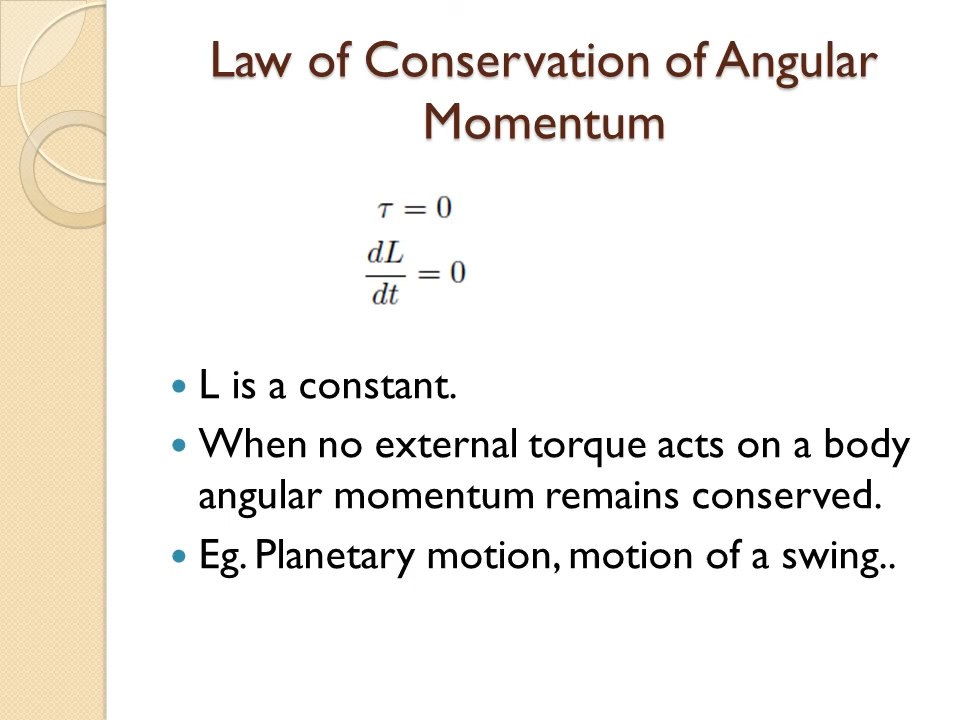 Law of Conservation of Angular
Momentum
τ = 0
dL/dt = 0
• L is a constant.
• When no external torque acts on a body
angular momentum remains conserved.
• Eg. Planetary motion, motion of a swing..